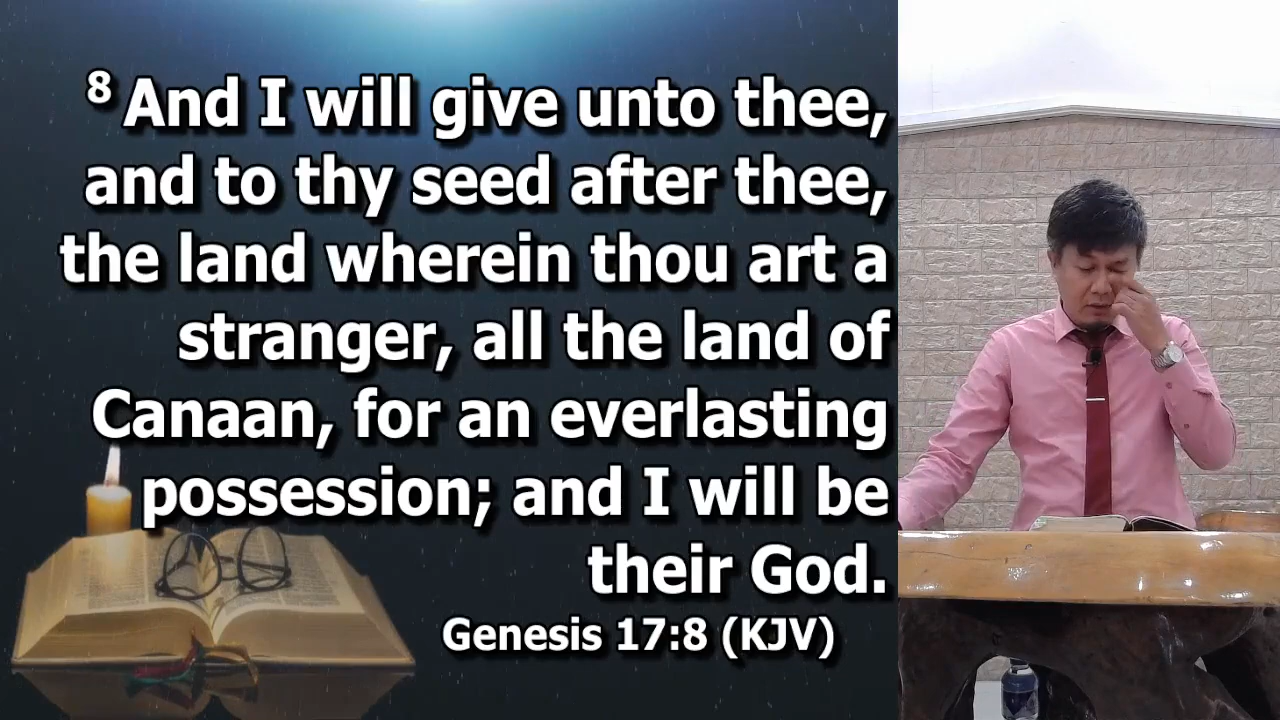 8 And I will give unto thee,
and to thy seed after thee,
the land wherein thou art a
stranger, all the land of
Canaan, for an everlasting
possession; and I will be
their God.
Genesis 17:8 (KJV)